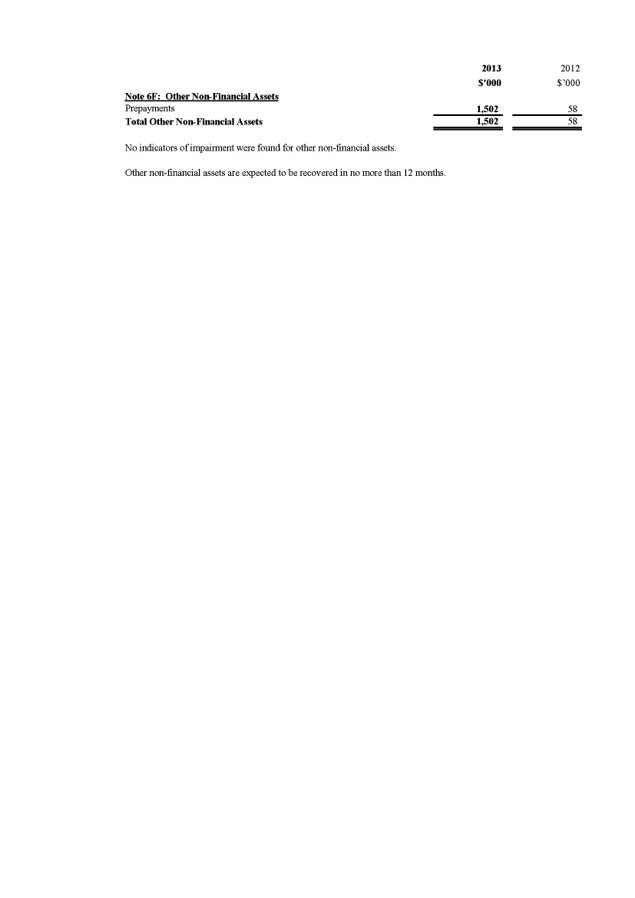 2013 2012
$'000 $'000
Note 6F: Other Non-Financial Assets
Prepayments 1,502 58
Total Other Non-Financial Assets 1,502 58
No indicators of impairment were found for other non-financial assets.
Other non-financial assets are expected to be recovered in no more than 12 months.